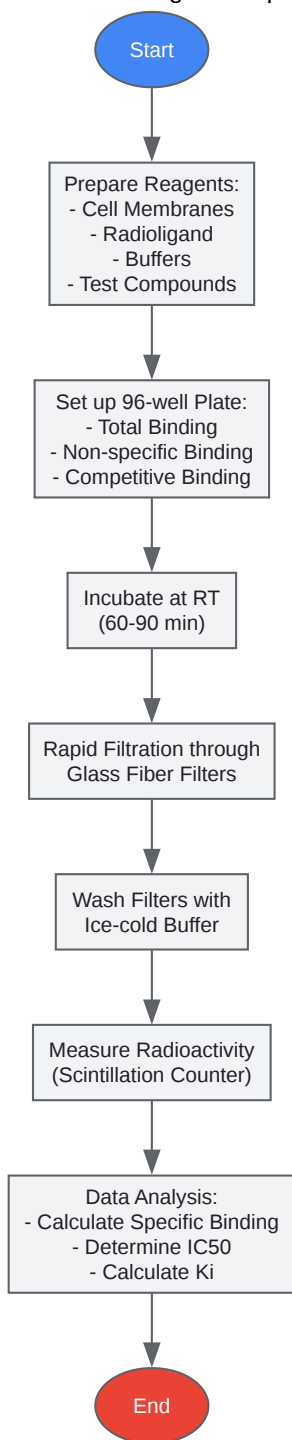 Start
Prepare Reagents:
- Cell Membranes
- Radioligand
- Buffers
- Test Compounds
Set up 96-well Plate:
- Total Binding
- Non-specific Binding
- Competitive Binding
Incubate at RT
(60-90 min)
Rapid Filtration through
Glass Fiber Filters
Wash Filters with
Ice-cold Buffer
Measure Radioactivity
(Scintillation Counter)
Data Analysis:
- Calculate Specific Binding
- Determine IC50
- Calculate Ki
End